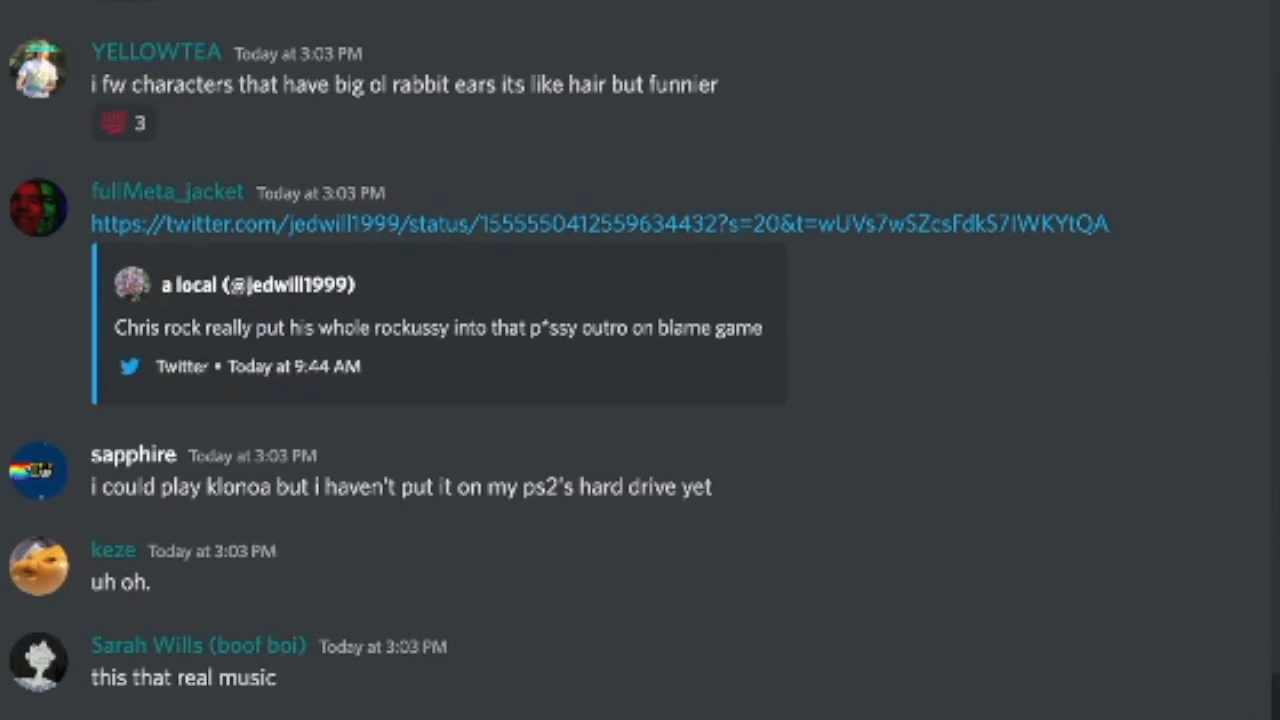 YELLOWTEA Today at 3:03 PM
i fw characters that have big ol rabbit ears its like hair but funnier
3
fullMeta_jacket Today at 3:03 PM
https://twitter.com/jedwill1999/status/1555550412559634432?s=20&t=wUVs7wSZcsFdkS7IWKYtQA
a local (@jedwill1999)
Chris rock really put his whole rockussy into that p*ssy outro on blame game
Twitter • Today at 9:44 AM
sapphire Today at 3:03 PM
i could play klonoa but i haven't put it on my ps2's hard drive yet
keze Today at 3:03 PM
uh oh.
Sarah Wills (boof boi) Today at 3:03 PM
this that real music